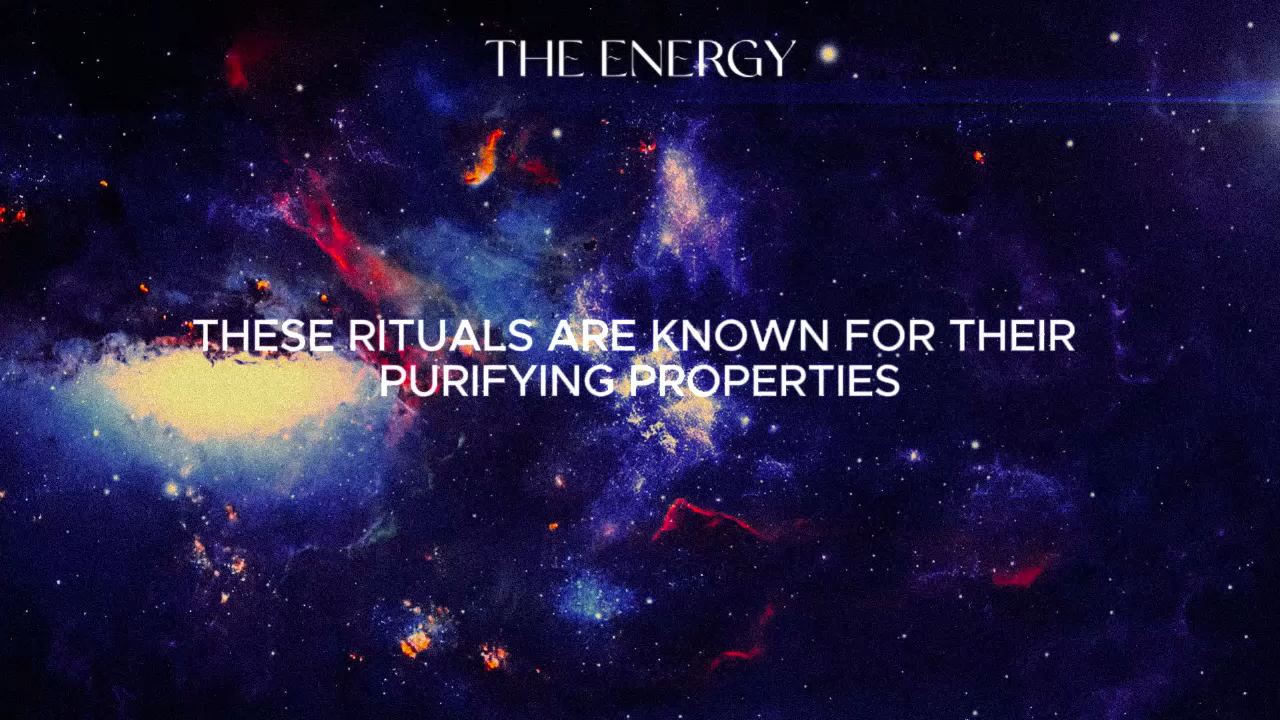 THE ENERGY
THESE RITUALS ARE KNOWN FOR THEIR
PURIFYING PROPERTIES